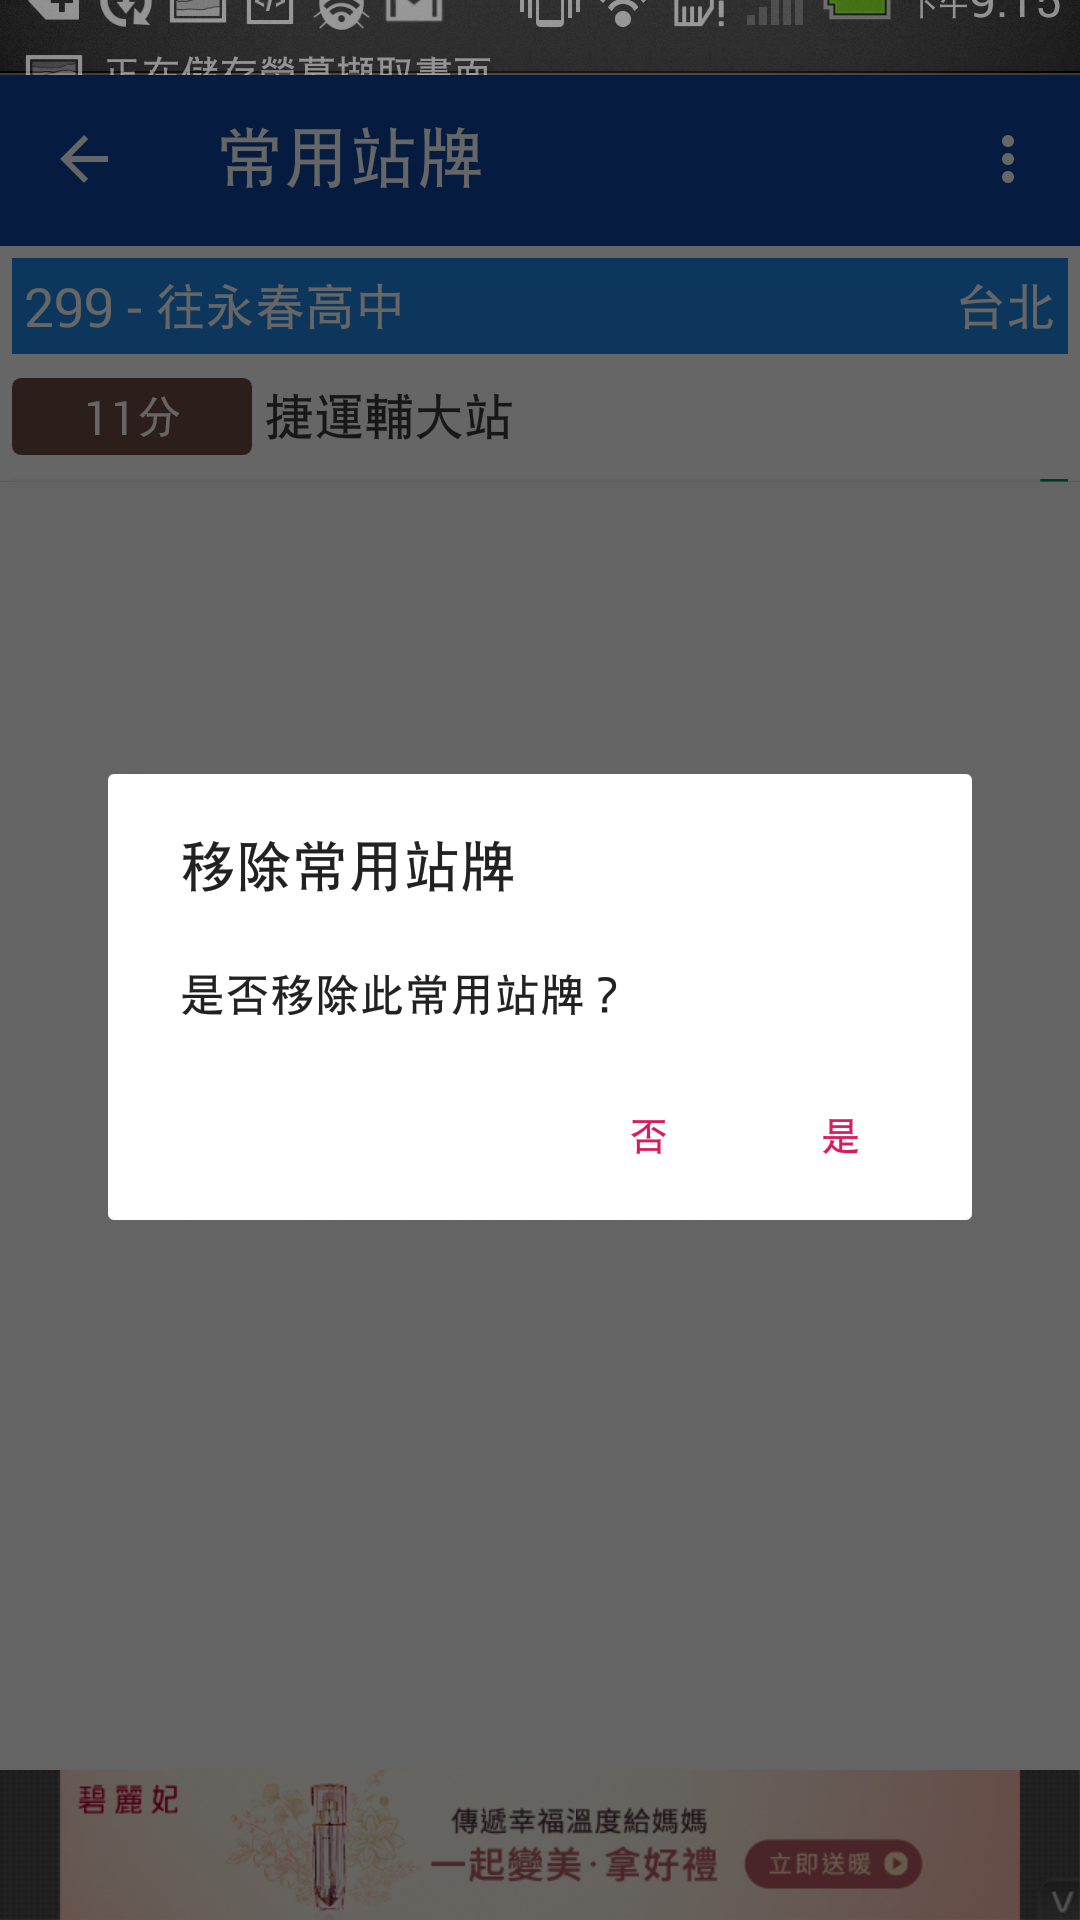 下午9:15
正在儲存螢幕擷取畫面
常用站牌
299 - 往永春高中
台北
11分
捷運輔大站
移除常用站牌
是否移除此常用站牌？
否
是
碧麗妃
傳遞幸福溫度給媽媽
一起變美·拿好禮
立即送暖
V